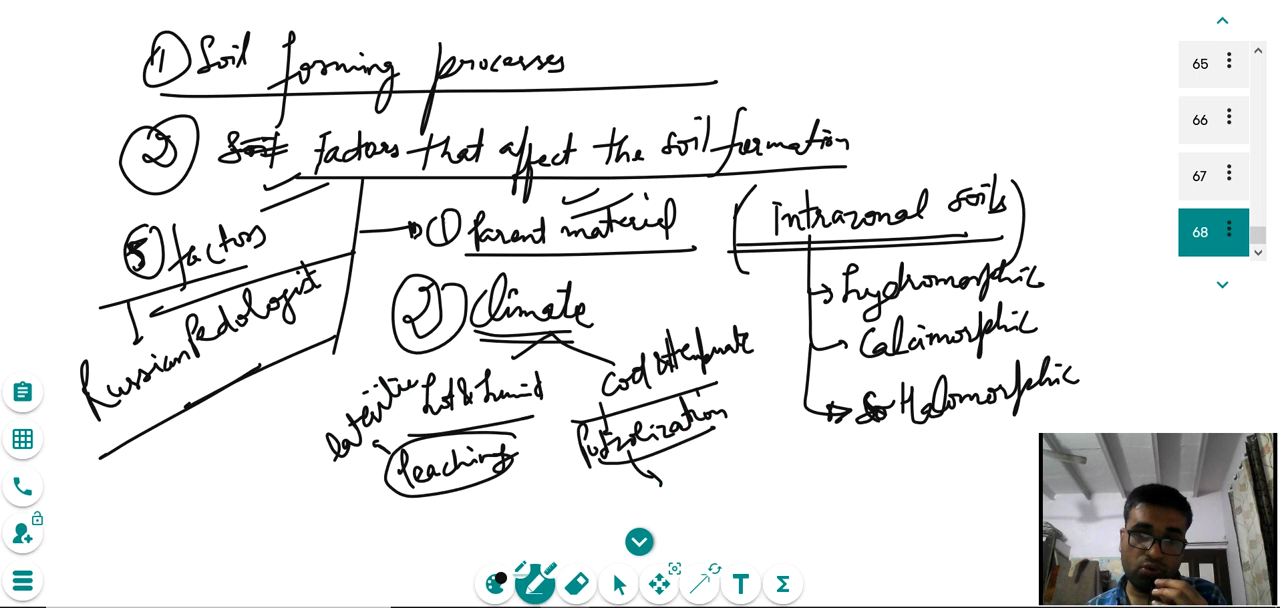 ① Soil forming processes
② Factors that affect the soil formation
⑤ factors
Russian Pedologist
① Parent material
② Climate
hot & humid
leaching
laterite
cool & temperate
Podzolization
(Intrazonal soils)
hydromorphic
Calcimorphic
Halomorphic
65
66
67
68
T
Σ